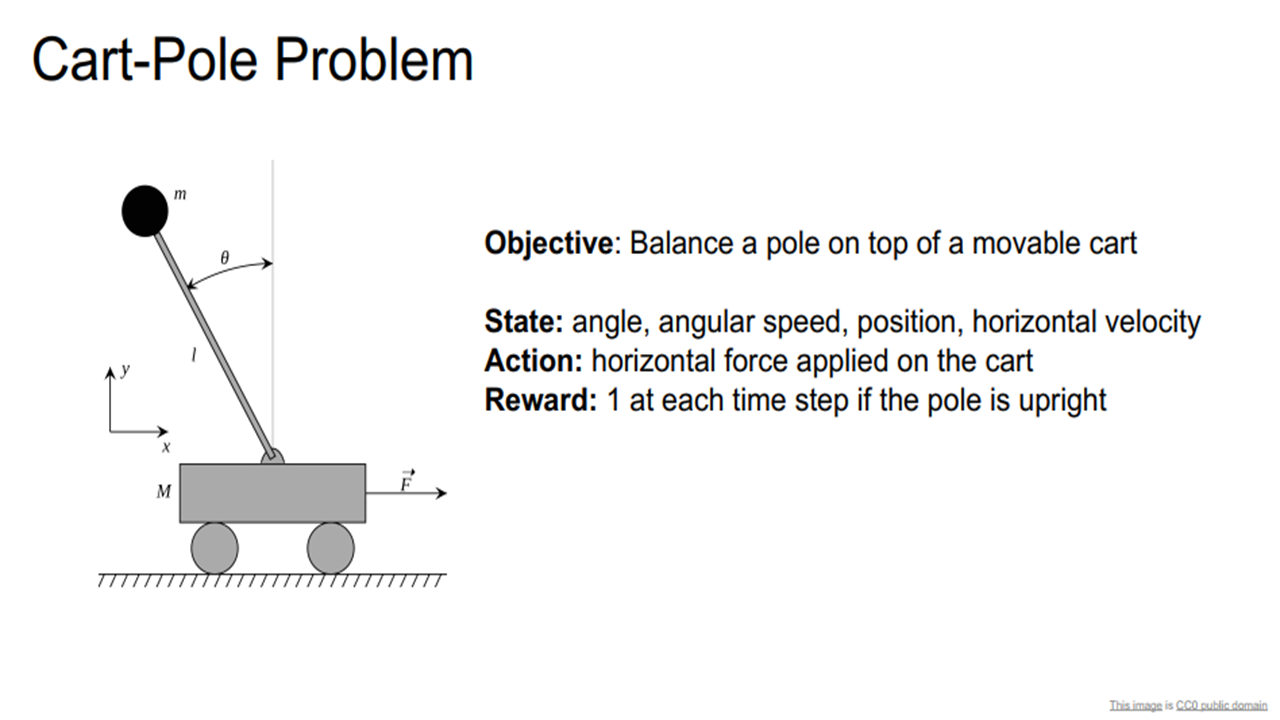 Cart-Pole Problem
m
θ
l
y
x
M
F
Objective: Balance a pole on top of a movable cart
State: angle, angular speed, position, horizontal velocity
Action: horizontal force applied on the cart
Reward: 1 at each time step if the pole is upright
This image is CC0 public domain